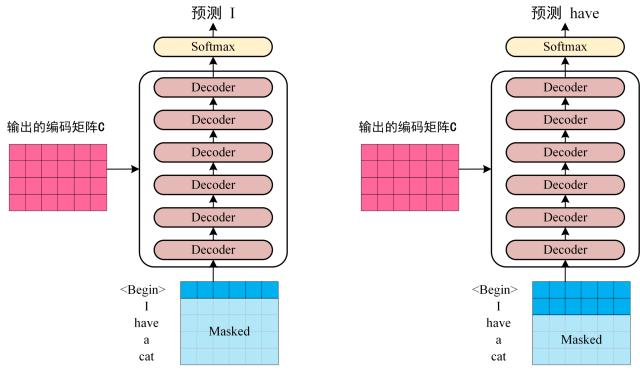 预测 I
Softmax
Decoder
Decoder
Decoder
Decoder
Decoder
Decoder
输出的编码矩阵C
<Begin>
I
have
a
cat
Masked
预测 have
Softmax
Decoder
Decoder
Decoder
Decoder
Decoder
Decoder
输出的编码矩阵C
<Begin>
I
have
a
cat
Masked